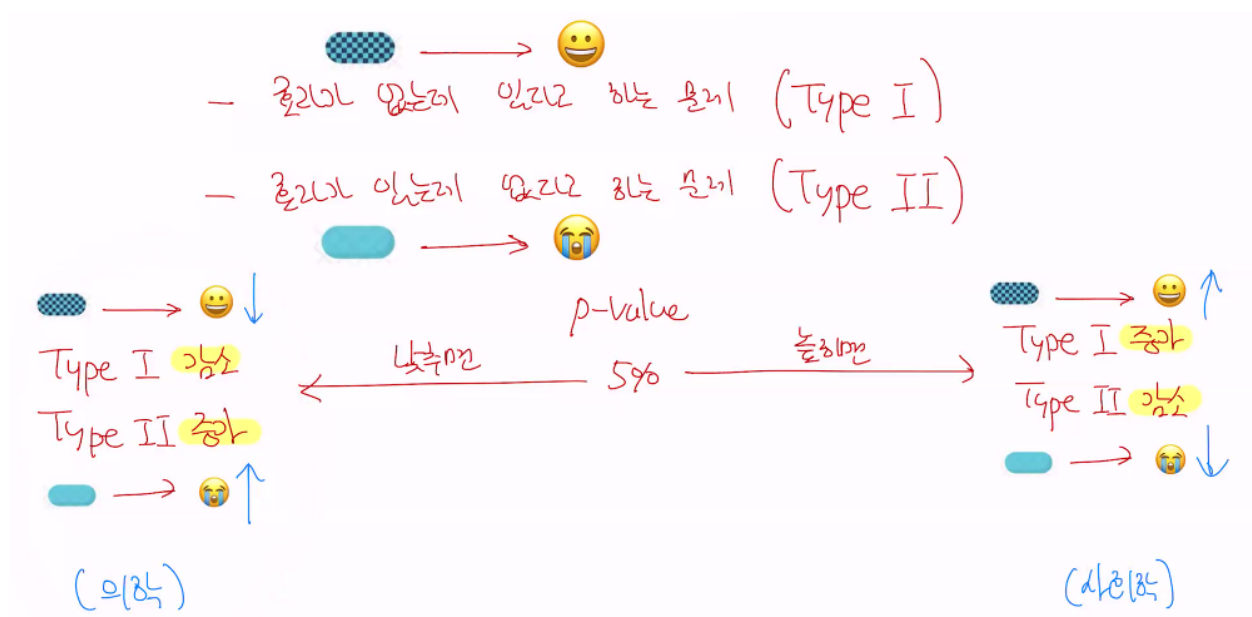 - 효과가 없는데 있다고 하는 문제 (Type I)
- 효과가 있는데 없다고 하는 문제 (Type II)
p-value
낮추면 5% 높히면
Type I 감소
Type II 증가
(의학)
Type I 증가
Type II 감소
(사회학)